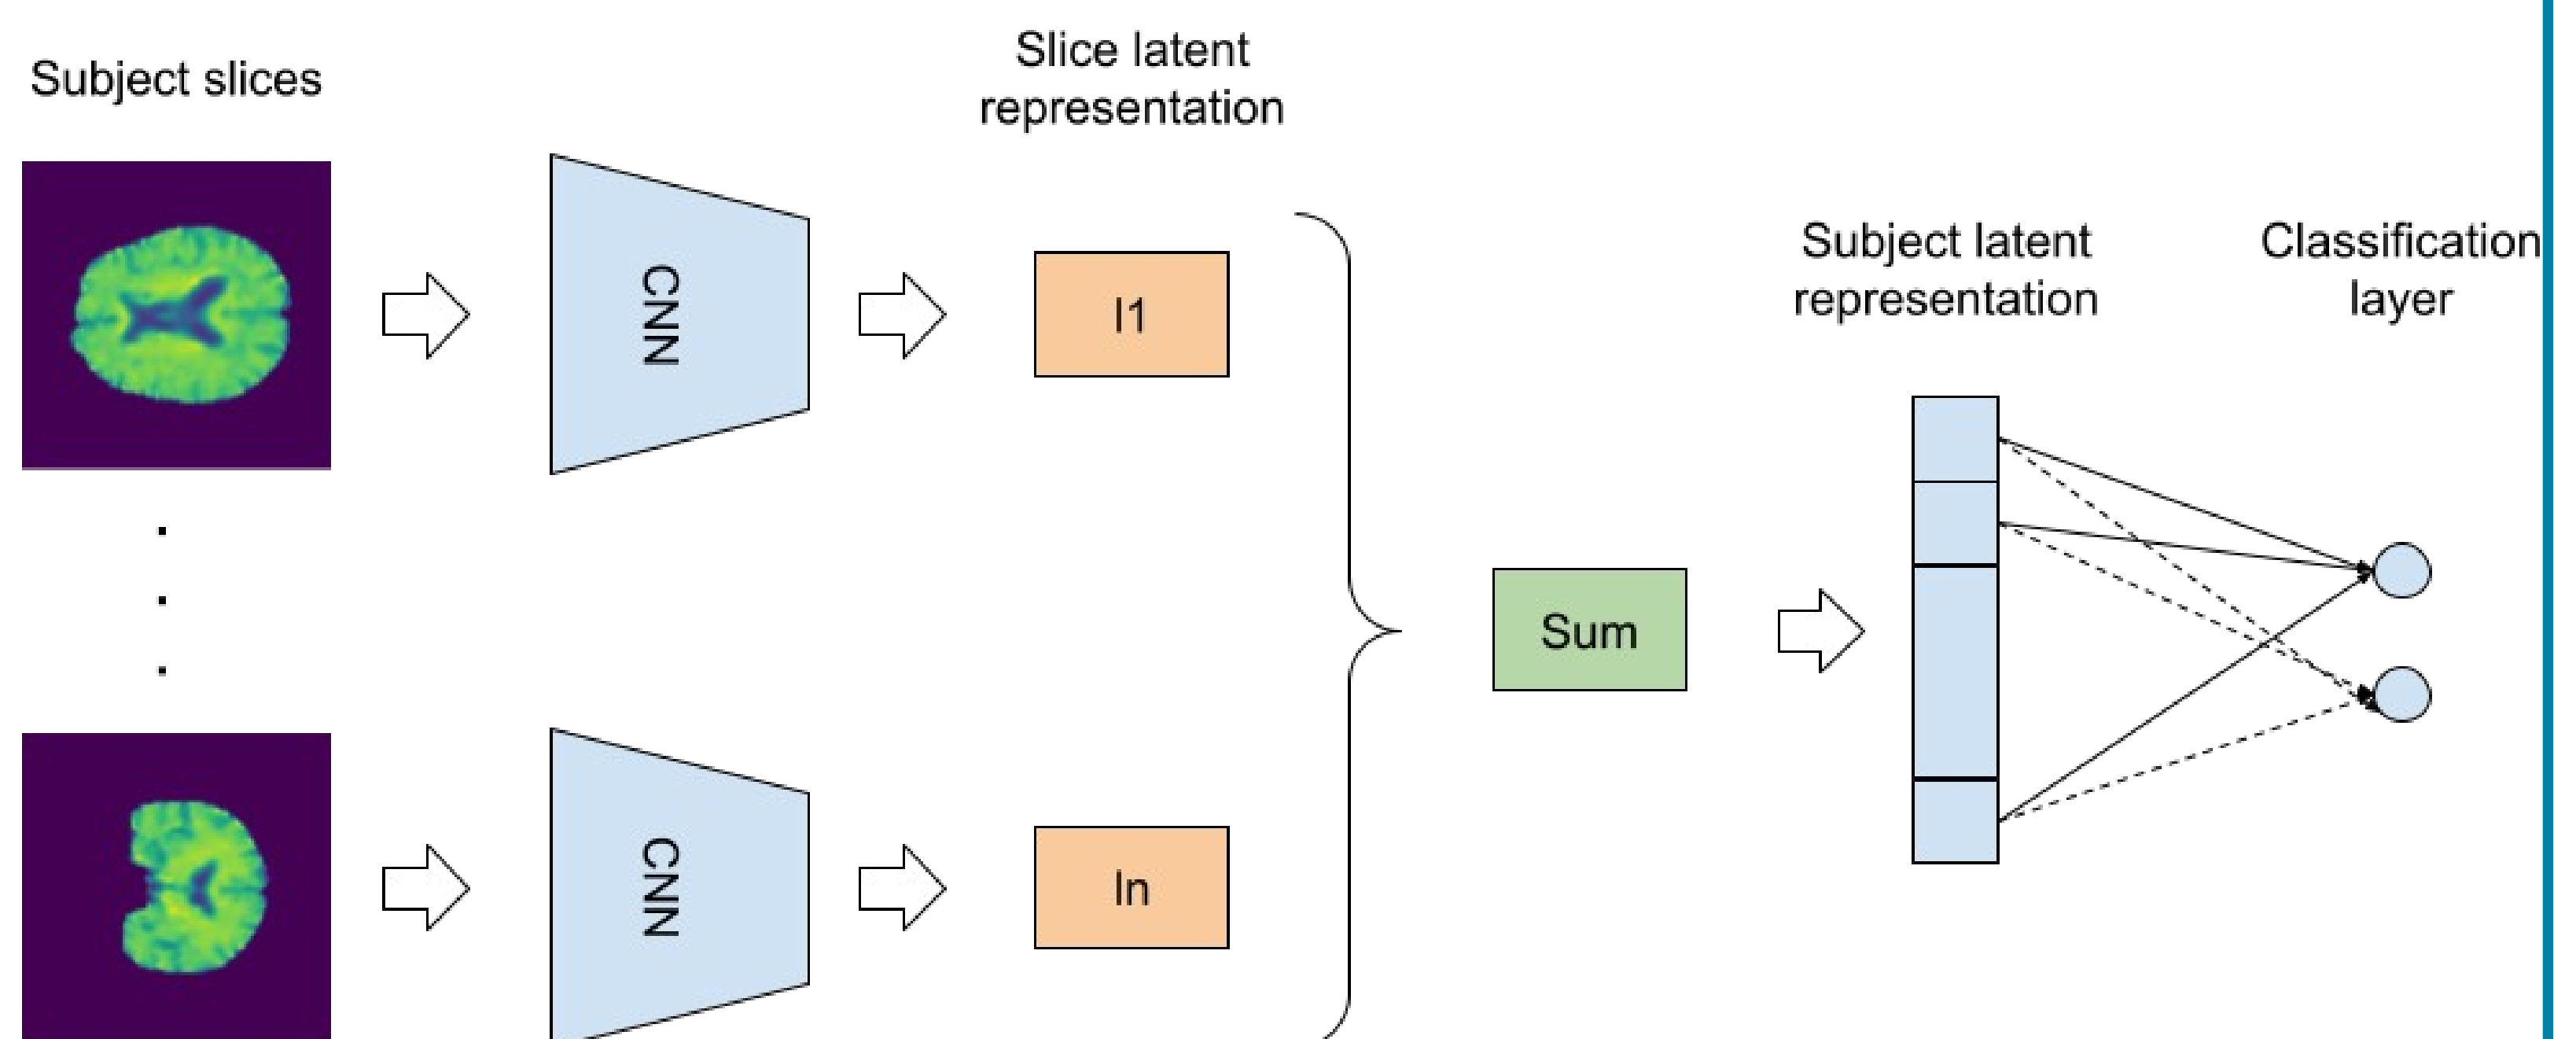 Subject slices
Slice latent
representation
Subject latent
representation
Classification
layer
CNN
l1
Sum
CNN
ln